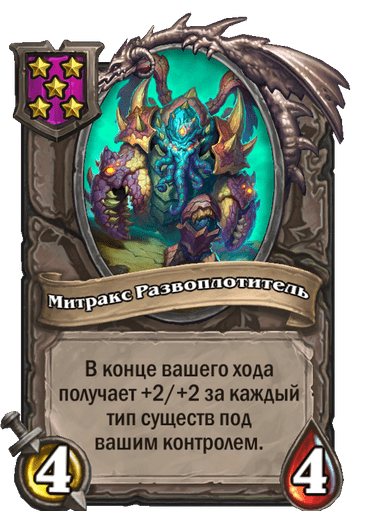 Митракс Развоплотитель
В конце вашего хода
получает +2/+2 за каждый
тип существ под
вашим контролем.
4
4